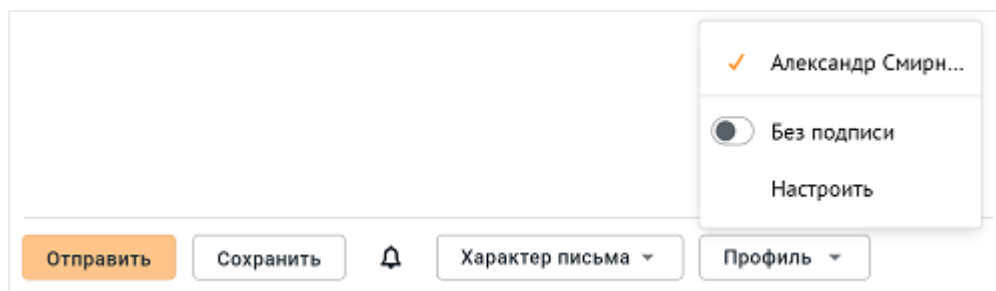 Александр Смирн...
Без подписи
Настроить
Отправить
Сохранить
Характер письма
Профиль